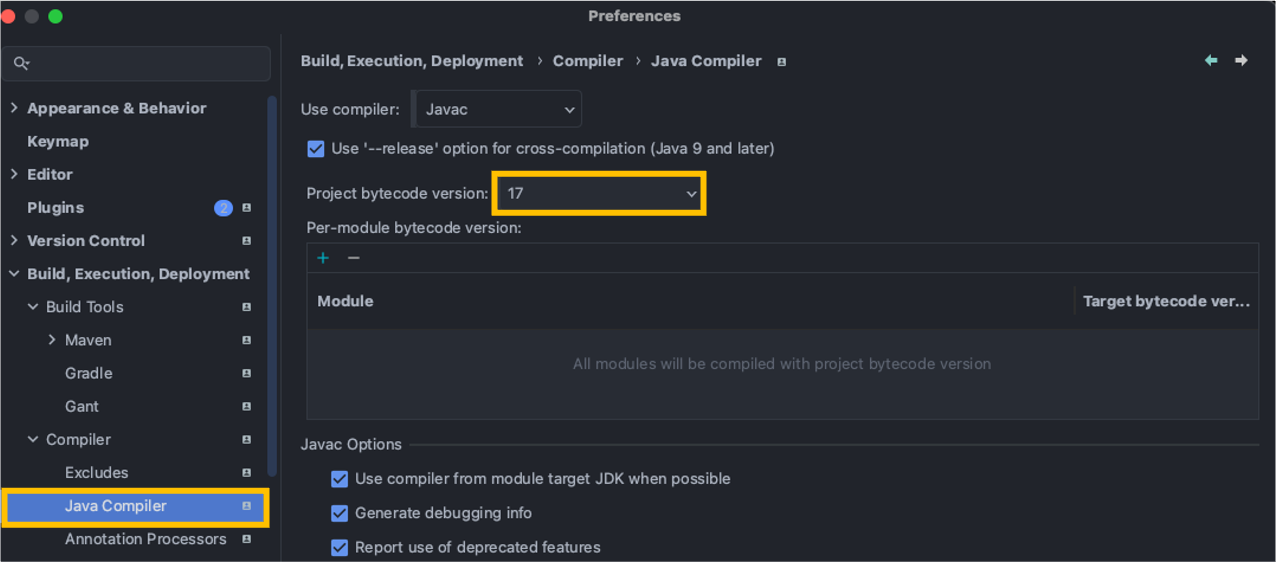 Preferences
Build, Execution, Deployment › Compiler › Java Compiler
Use compiler: Javac
Use '--release' option for cross-compilation (Java 9 and later)
Project bytecode version: 17
Per-module bytecode version:
+ −
Module Target bytecode ver...
All modules will be compiled with project bytecode version
Javac Options
Use compiler from module target JDK when possible
Generate debugging info
Report use of deprecated features
Appearance & Behavior
Keymap
Editor
Plugins 2
Version Control
Build, Execution, Deployment
Build Tools
Maven
Gradle
Gant
Compiler
Excludes
Java Compiler
Annotation Processors